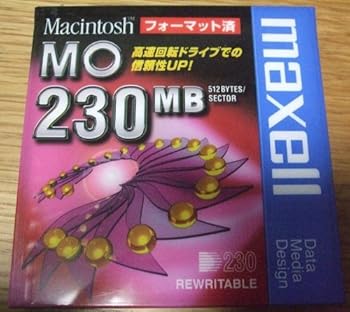 Macintosh™ フォーマット済
MO 高速回転ドライブでの
信頼性UP!
230MB 512 BYTES/
SECTOR
maxell
Data
Media
Design
230
REWRITABLE